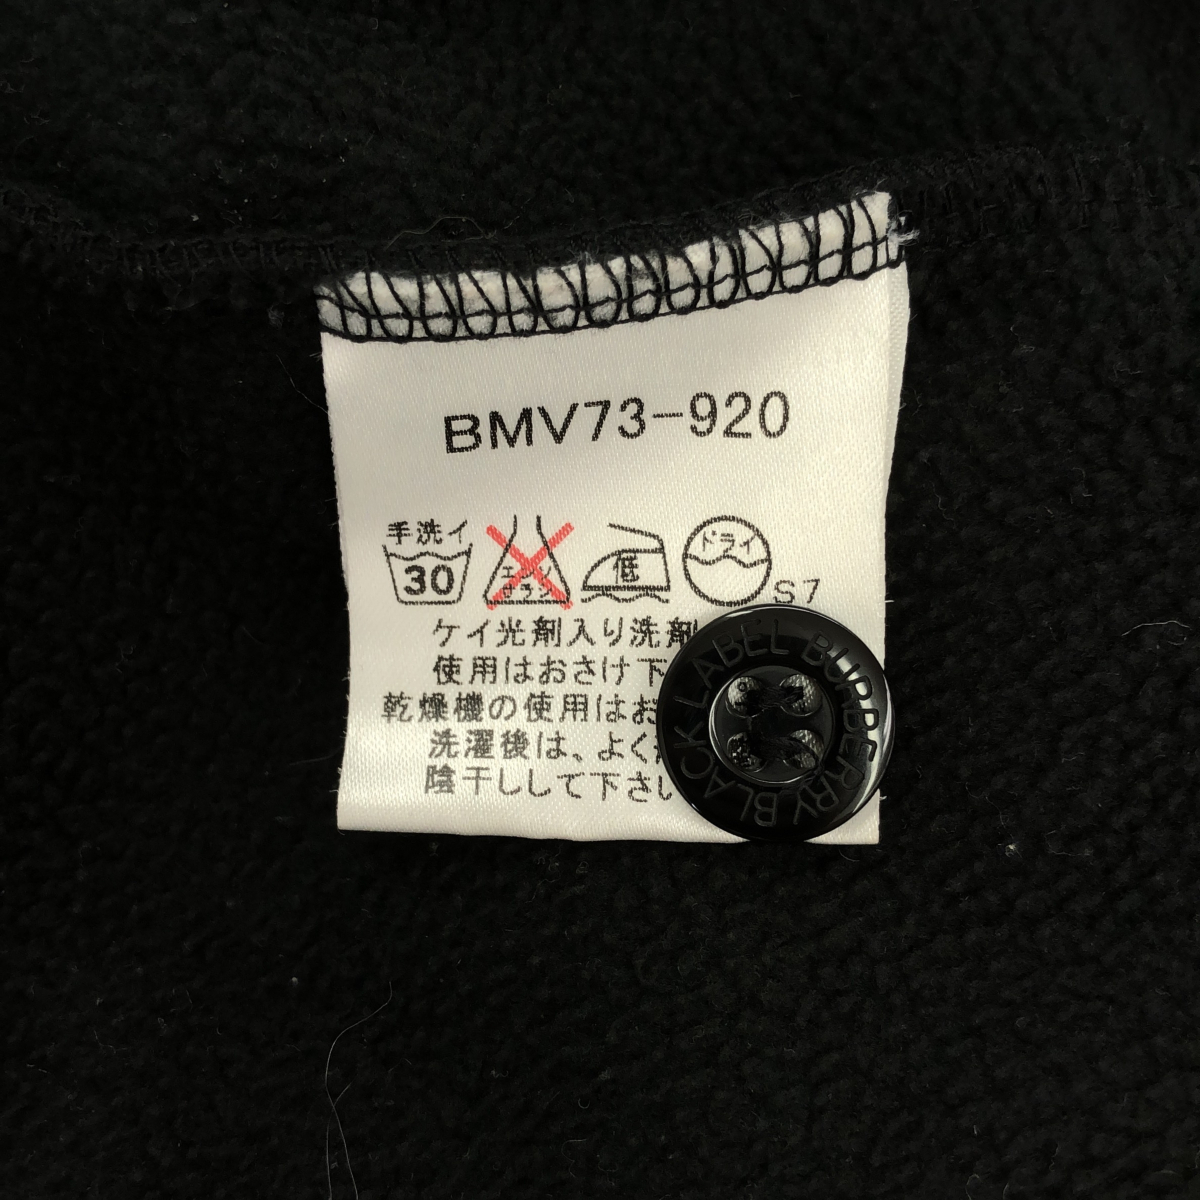 BMV73-920
手洗イ
30
エンソ
サラシ
低
ドライ
S7
ケイ光剤入り洗剤
使用はおさけ下
乾燥機の使用はお
洗濯後は、よく
陰干ししして下さい
BLACK LABEL BURBERRY